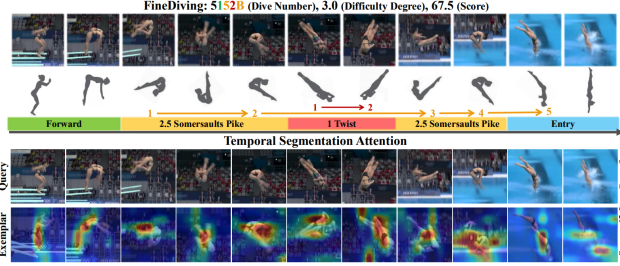 FineDiving: 5152B (Dive Number), 3.0 (Difficulty Degree), 67.5 (Score)
1 2 1 2 3 4 5
Forward 2.5 Somersaults Pike 1 Twist 2.5 Somersaults Pike Entry
Temporal Segmentation Attention
Query
Exemplar